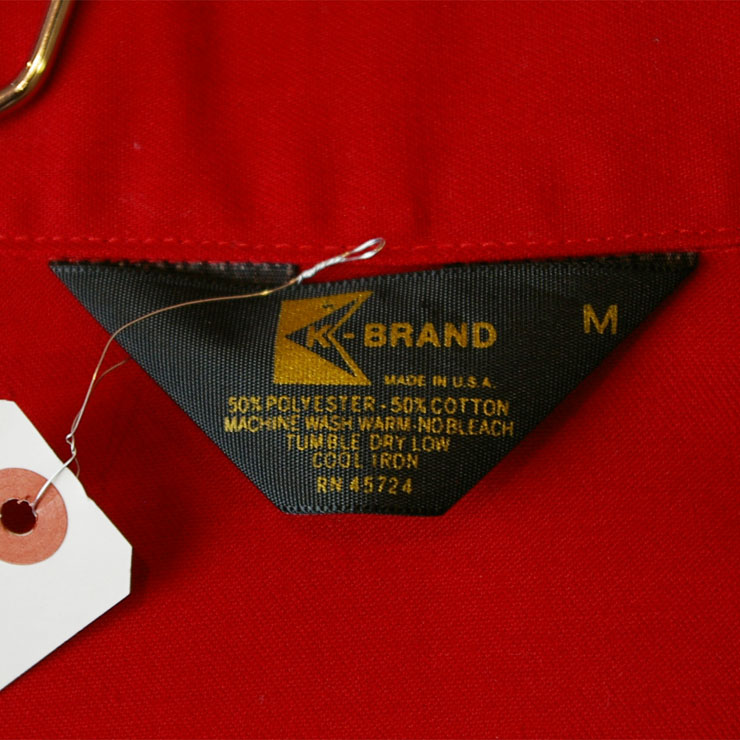 K-BRAND
M
MADE IN U.S.A.
50% POLYESTER - 50% COTTON
MACHINE WASH WARM - NO BLEACH
TUMBLE DRY LOW
COOL IRON
RN 45724